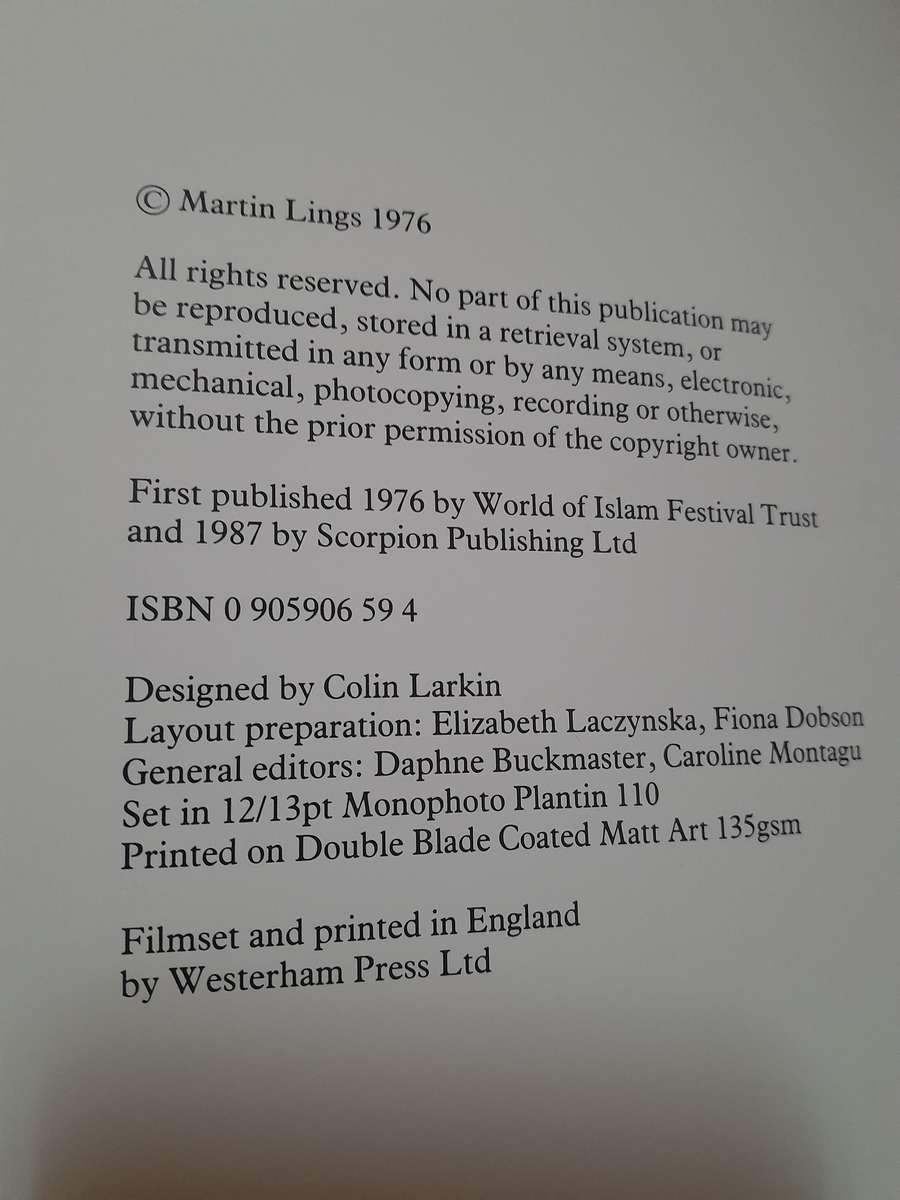 © Martin Lings 1976
All rights reserved. No part of this publication may
be reproduced, stored in a retrieval system, or
transmitted in any form or by any means, electronic,
mechanical, photocopying, recording or otherwise,
without the prior permission of the copyright owner.
First published 1976 by World of Islam Festival Trust
and 1987 by Scorpion Publishing Ltd
ISBN 0 905906 59 4
Designed by Colin Larkin
Layout preparation: Elizabeth Laczynska, Fiona Dobson
General editors: Daphne Buckmaster, Caroline Montagu
Set in 12/13pt Monophoto Plantin 110
Printed on Double Blade Coated Matt Art 135gsm
Filmset and printed in England
by Westerham Press Ltd